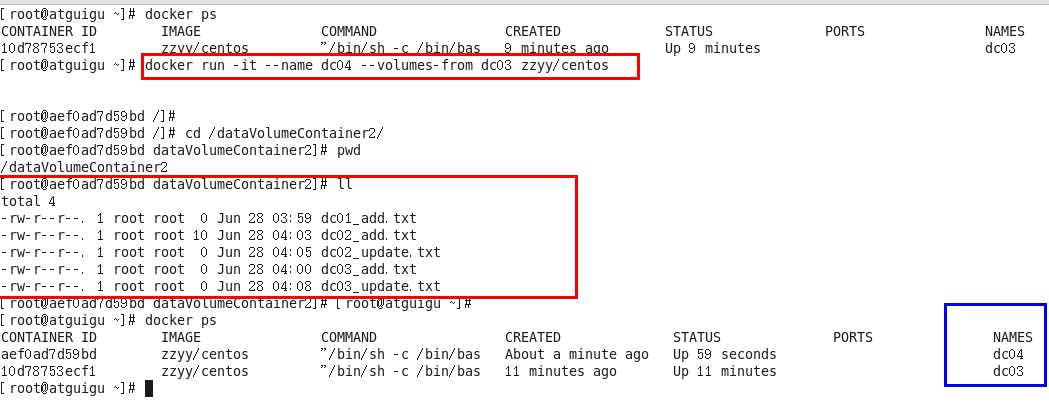 [root@atguigu ~]# docker ps
CONTAINER ID IMAGE COMMAND CREATED STATUS PORTS NAMES
10d78753ecf1 zzyy/centos "/bin/sh -c /bin/bas 9 minutes ago Up 9 minutes dc03
[root@atguigu ~]# docker run -it --name dc04 --volumes-from dc03 zzyy/centos
[root@aef0ad7d59bd /]#
[root@aef0ad7d59bd /]# cd /dataVolumeContainer2/
[root@aef0ad7d59bd dataVolumeContainer2]# pwd
/dataVolumeContainer2
[root@aef0ad7d59bd dataVolumeContainer2]# ll
total 4
-rw-r--r--. 1 root root 0 Jun 28 03:59 dc01_add.txt
-rw-r--r--. 1 root root 10 Jun 28 04:03 dc02_add.txt
-rw-r--r--. 1 root root 0 Jun 28 04:05 dc02_update.txt
-rw-r--r--. 1 root root 0 Jun 28 04:00 dc03_add.txt
-rw-r--r--. 1 root root 0 Jun 28 04:08 dc03_update.txt
[root@aef0ad7d59bd dataVolumeContainer2]# [root@atguigu ~]#
[root@atguigu ~]# docker ps
CONTAINER ID IMAGE COMMAND CREATED STATUS PORTS NAMES
aef0ad7d59bd zzyy/centos "/bin/sh -c /bin/bas About a minute ago Up 59 seconds dc04
10d78753ecf1 zzyy/centos "/bin/sh -c /bin/bas 11 minutes ago Up 11 minutes dc03
[root@atguigu ~]#